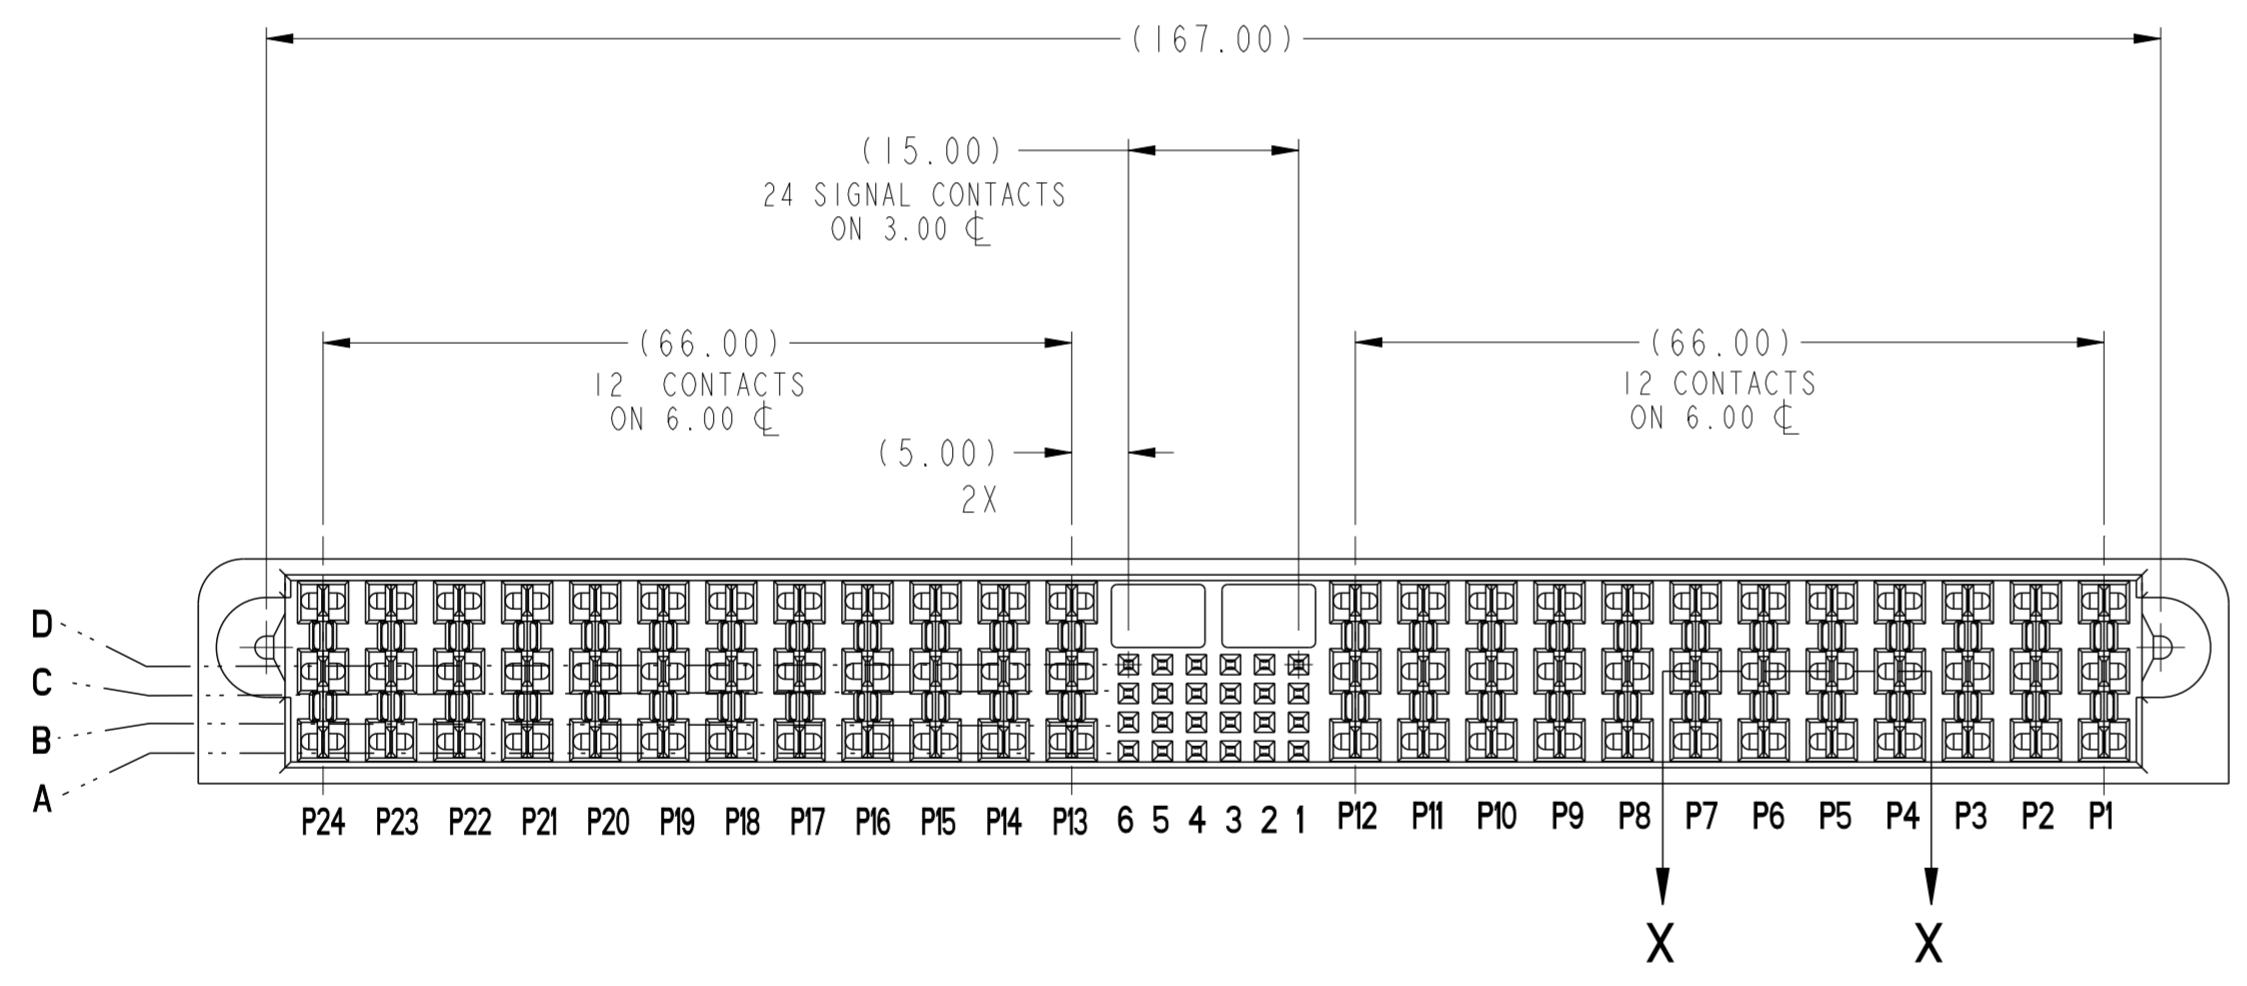 (167.00)
(15.00)
24 SIGNAL CONTACTS
ON 3.00 ℄
(66.00)
12 CONTACTS
ON 6.00 ℄
(66.00)
12 CONTACTS
ON 6.00 ℄
(5.00)
2X
D
C
B
A
P24 P23 P22 P21 P20 P19 P18 P17 P16 P15 P14 P13 6 5 4 3 2 1 P12 P11 P10 P9 P8 P7 P6 P5 P4 P3 P2 P1
X X